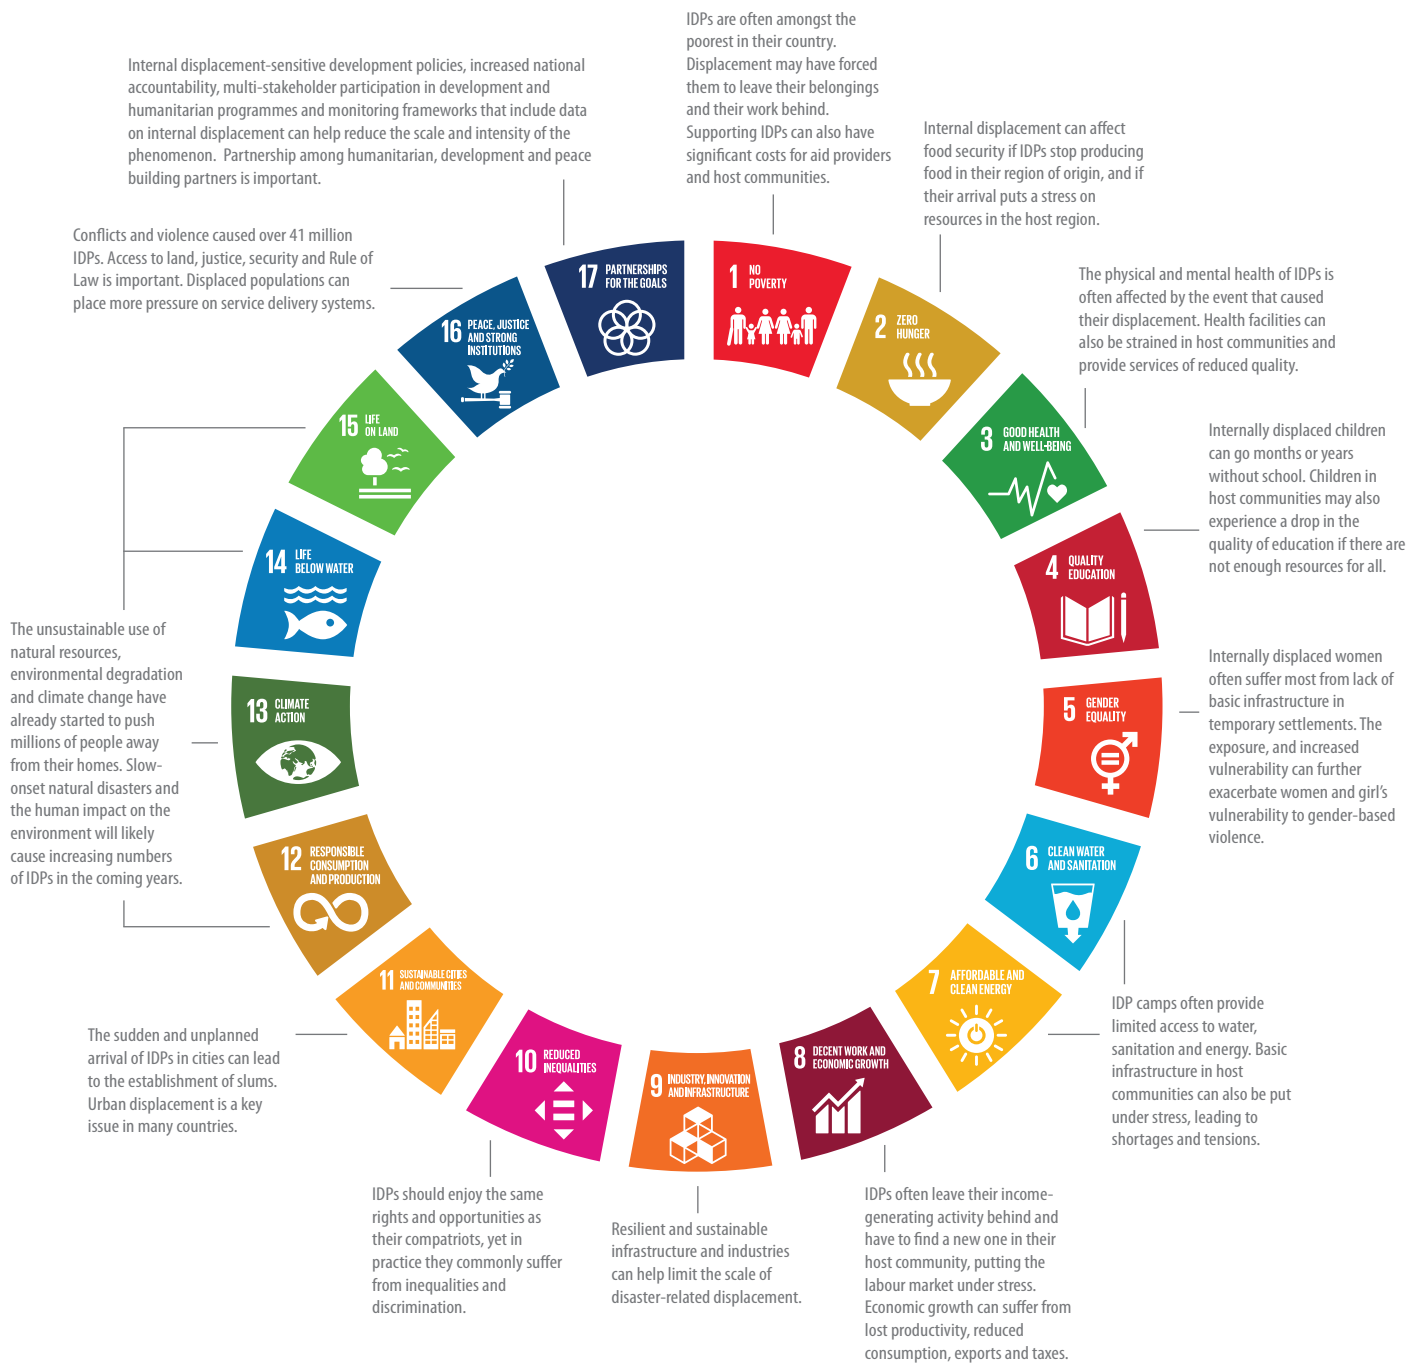 IDPs are often amongst the
poorest in their country.
Displacement may have forced
them to leave their belongings
and their work behind.
Supporting IDPs can also have
significant costs for aid providers
and host communities.
Internal displacement-sensitive development policies, increased national
accountability, multi-stakeholder participation in development and
humanitarian programmes and monitoring frameworks that include data
on internal displacement can help reduce the scale and intensity of the
phenomenon. Partnership among humanitarian, development and peace
building partners is important.
Internal displacement can affect
food security if IDPs stop producing
food in their region of origin, and if
their arrival puts a stress on
resources in the host region.
Conflicts and violence caused over 41 million
IDPs. Access to land, justice, security and Rule of
Law is important. Displaced populations can
place more pressure on service delivery systems.
The physical and mental health of IDPs is
often affected by the event that caused
their displacement. Health facilities can
also be strained in host communities and
provide services of reduced quality.
Internally displaced children
can go months or years
without school. Children in
host communities may also
experience a drop in the
quality of education if there are
not enough resources for all.
The unsustainable use of
natural resources,
environmental degradation
and climate change have
already started to push
millions of people away
from their homes. Slow-
onset natural disasters and
the human impact on the
environment will likely
cause increasing numbers
of IDPs in the coming years.
Internally displaced women
often suffer most from lack of
basic infrastructure in
temporary settlements. The
exposure, and increased
vulnerability can further
exacerbate women and girl's
vulnerability to gender-based
violence.
IDP camps often provide
limited access to water,
sanitation and energy. Basic
infrastructure in host
communities can also be put
under stress, leading to
shortages and tensions.
The sudden and unplanned
arrival of IDPs in cities can lead
to the establishment of slums.
Urban displacement is a key
issue in many countries.
IDPs should enjoy the same
rights and opportunities as
their compatriots, yet in
practice they commonly suffer
from inequalities and
discrimination.
Resilient and sustainable
infrastructure and industries
can help limit the scale of
disaster-related displacement.
IDPs often leave their income-
generating activity behind and
have to find a new one in their
host community, putting the
labour market under stress.
Economic growth can suffer from
lost productivity, reduced
consumption, exports and taxes.
1 NO
POVERTY
2 ZERO
HUNGER
3 GOOD HEALTH
AND WELL-BEING
4 QUALITY
EDUCATION
5 GENDER
EQUALITY
6 CLEAN WATER
AND SANITATION
7 AFFORDABLE AND
CLEAN ENERGY
8 DECENT WORK AND
ECONOMIC GROWTH
9 INDUSTRY, INNOVATION
AND INFRASTRUCTURE
10 REDUCED
INEQUALITIES
11 SUSTAINABLE CITIES
AND COMMUNITIES
12 RESPONSIBLE
CONSUMPTION
AND PRODUCTION
13 CLIMATE
ACTION
14 LIFE
BELOW WATER
15 LIFE
ON LAND
16 PEACE, JUSTICE
AND STRONG
INSTITUTIONS
17 PARTNERSHIPS
FOR THE GOALS